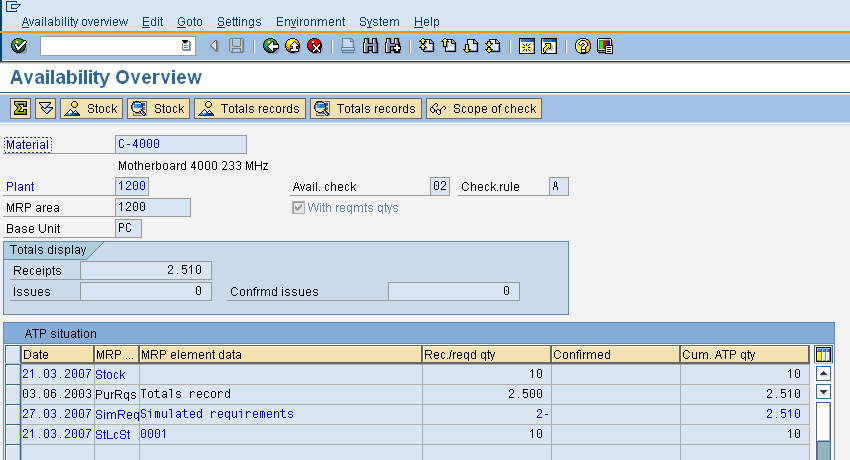 Availability overview Edit Goto Settings Environment System Help
Availability Overview
Stock Stock Totals records Totals records Scope of check
Material C-4000
Motherboard 4000 233 MHz
Plant 1200 Avail. check 02 Check.rule A
MRP area 1200 With reqmts qtys
Base Unit PC
Totals display
Receipts 2.510
Issues 0 Confrmd issues 0
ATP situation
Date MRP ... MRP element data Rec./reqd qty Confirmed Cum. ATP qty
21.03.2007 Stock 10 10
03.06.2003 PurRqs Totals record 2.500 2.510
27.03.2007 SimReq Simulated requirements 2- 2.510
21.03.2007 StLcSt 0001 10 10